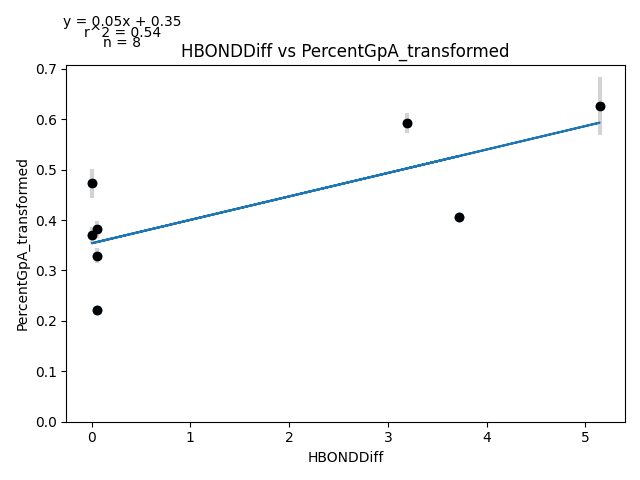 y = 0.05x + 0.35
r^2 = 0.54
n = 8
HBONDDiff vs PercentGpA_transformed
0.7
0.6
0.5
0.4
0.3
0.2
0.1
0.0
PercentGpA_transformed
0 1 2 3 4 5
HBONDDiff